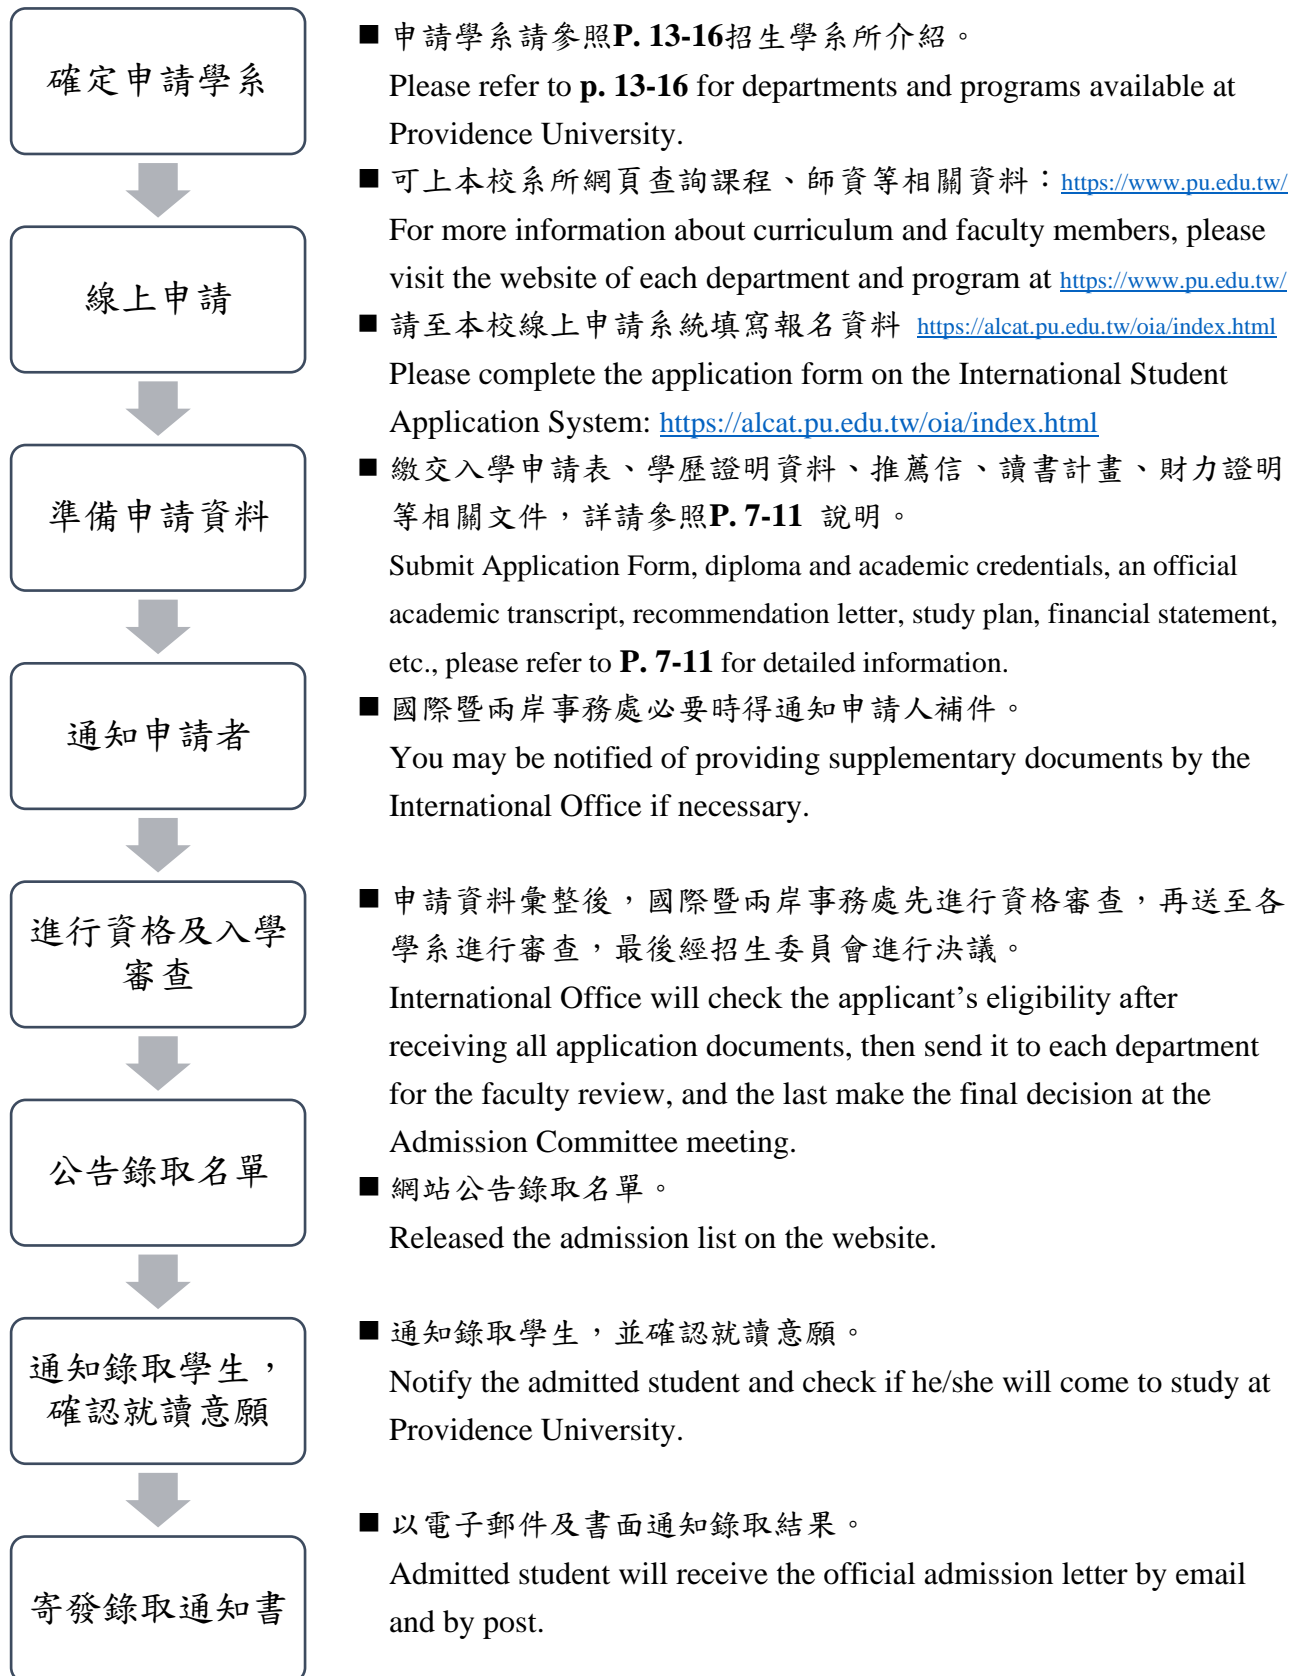 確定申請學系
線上申請
準備申請資料
通知申請者
進行資格及入學
審查
公告錄取名單
通知錄取學生，
確認就讀意願
寄發錄取通知書
■ 申請學系請參照P. 13-16招生學系所介紹。
Please refer to p. 13-16 for departments and programs available at
Providence University.
■ 可上本校系所網頁查詢課程、師資等相關資料：https://www.pu.edu.tw/
For more information about curriculum and faculty members, please
visit the website of each department and program at https://www.pu.edu.tw/
■ 請至本校線上申請系統填寫報名資料 https://alcat.pu.edu.tw/oia/index.html
Please complete the application form on the International Student
Application System: https://alcat.pu.edu.tw/oia/index.html
■ 繳交入學申請表、學歷證明資料、推薦信、讀書計畫、財力證明
等相關文件，詳請參照P. 7-11 說明。
Submit Application Form, diploma and academic credentials, an official
academic transcript, recommendation letter, study plan, financial statement,
etc., please refer to P. 7-11 for detailed information.
■ 國際暨兩岸事務處必要時得通知申請人補件。
You may be notified of providing supplementary documents by the
International Office if necessary.
■ 申請資料彙整後，國際暨兩岸事務處先進行資格審查，再送至各
學系進行審查，最後經招生委員會進行決議。
International Office will check the applicant’s eligibility after
receiving all application documents, then send it to each department
for the faculty review, and the last make the final decision at the
Admission Committee meeting.
■ 網站公告錄取名單。
Released the admission list on the website.
■ 通知錄取學生，並確認就讀意願。
Notify the admitted student and check if he/she will come to study at
Providence University.
■ 以電子郵件及書面通知錄取結果。
Admitted student will receive the official admission letter by email
and by post.